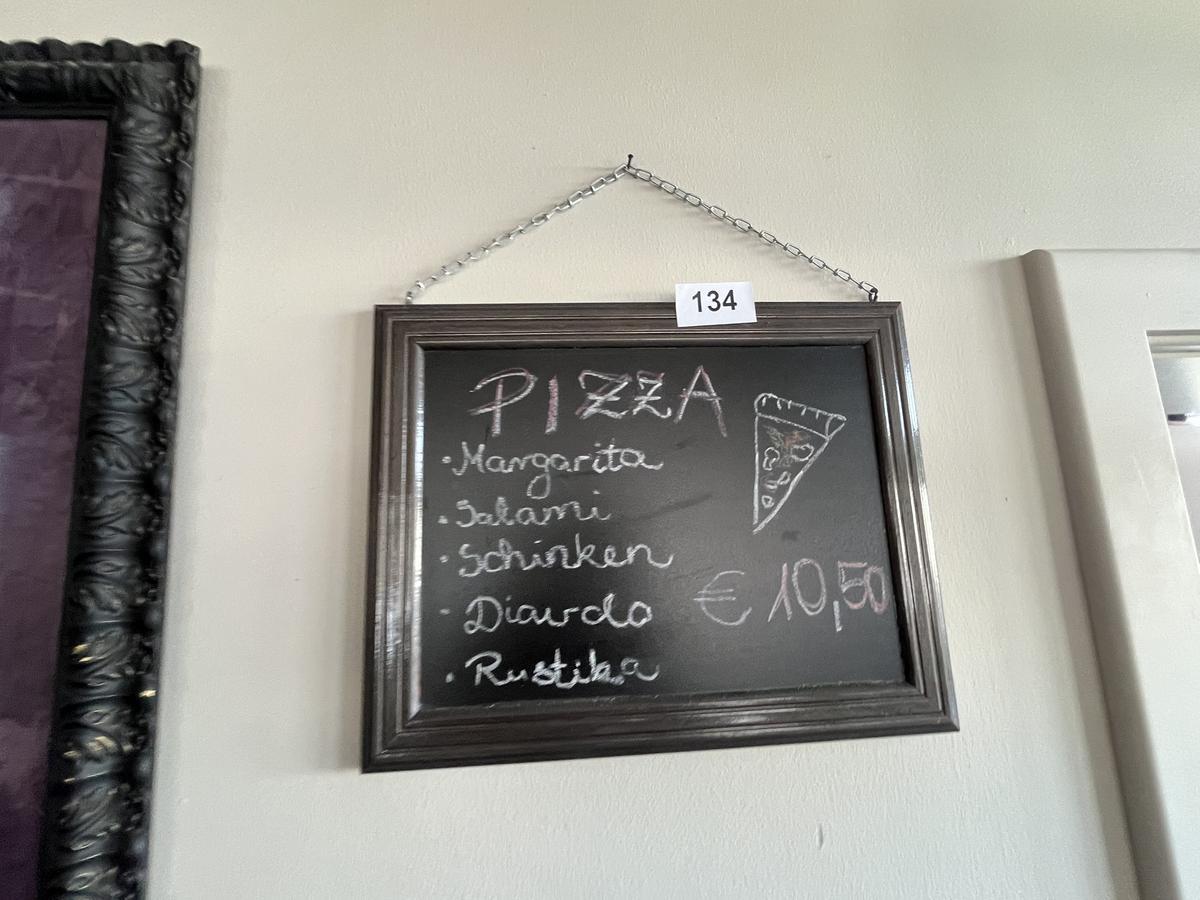 134
PIZZA
• Margarita
• Salami
• Schinken
- Diavolo
• Rustika
€ 10,50